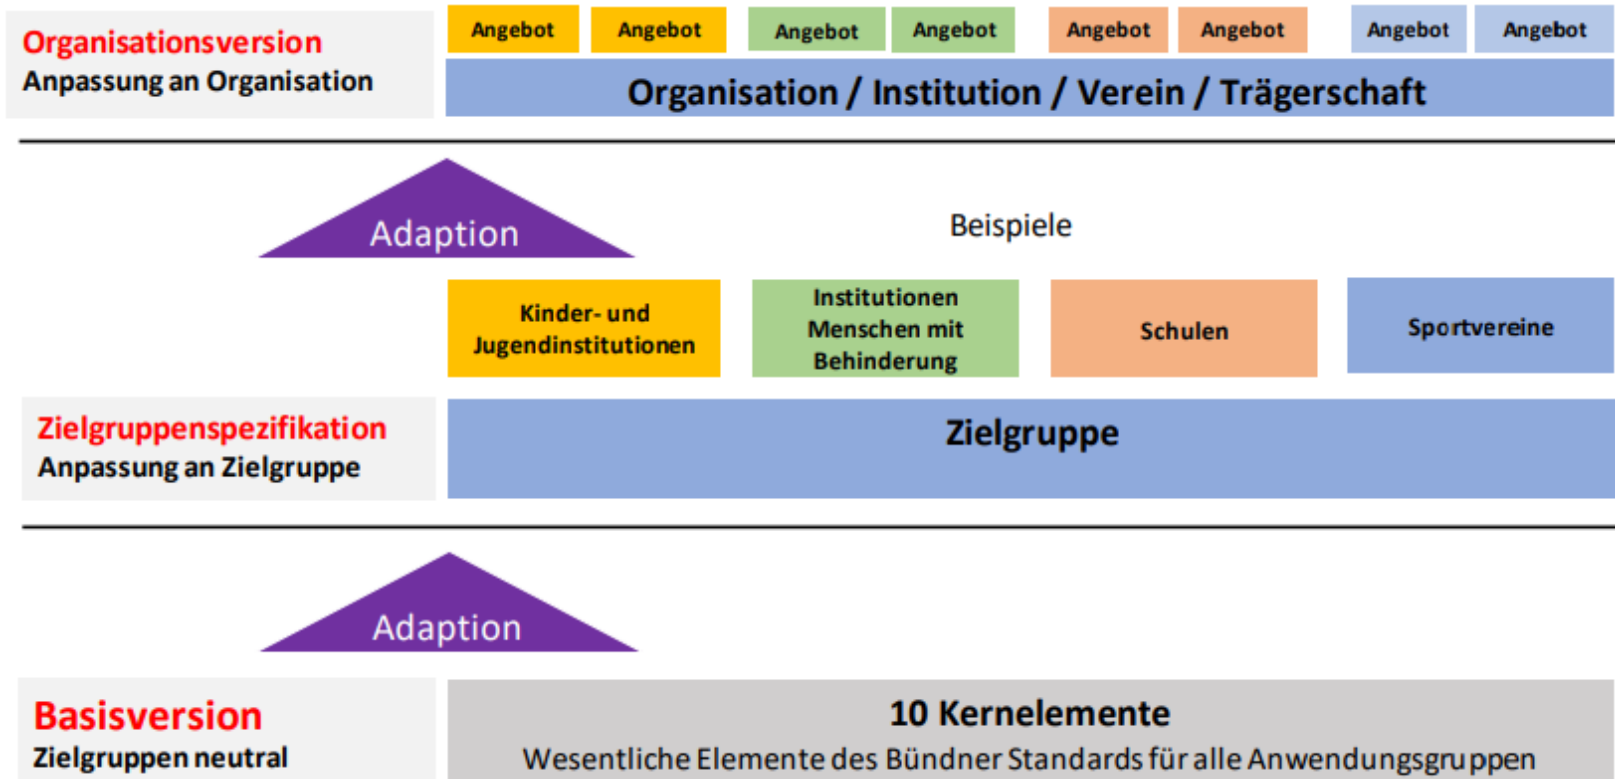 Organisationsversion
Anpassung an Organisation
Angebot Angebot Angebot Angebot Angebot Angebot Angebot Angebot
Organisation / Institution / Verein / Trägerschaft
Adaption
Beispiele
Kinder- und
Jugendinstitutionen
Institutionen
Menschen mit
Behinderung
Schulen
Sportvereine
Zielgruppenspezifikation
Anpassung an Zielgruppe
Zielgruppe
Adaption
Basisversion
Zielgruppen neutral
10 Kernelemente
Wesentliche Elemente des Bündner Standards für alle Anwendungsgruppen